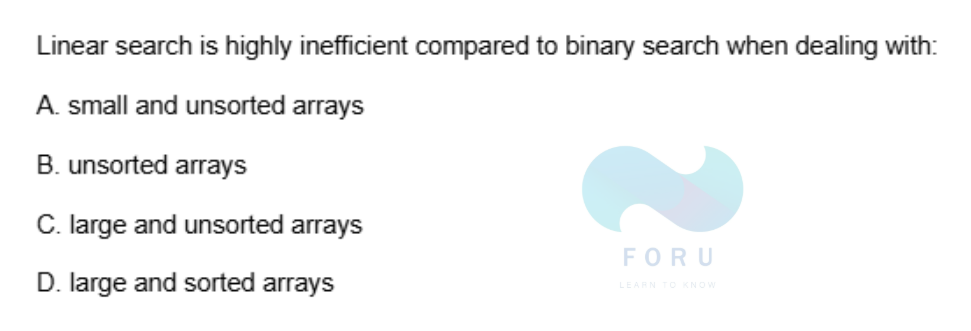 Linear search is highly inefficient compared to binary search when dealing with:
A. small and unsorted arrays
B. unsorted arrays
C. large and unsorted arrays
D. large and sorted arrays
FORU
LEARN TO KNOW